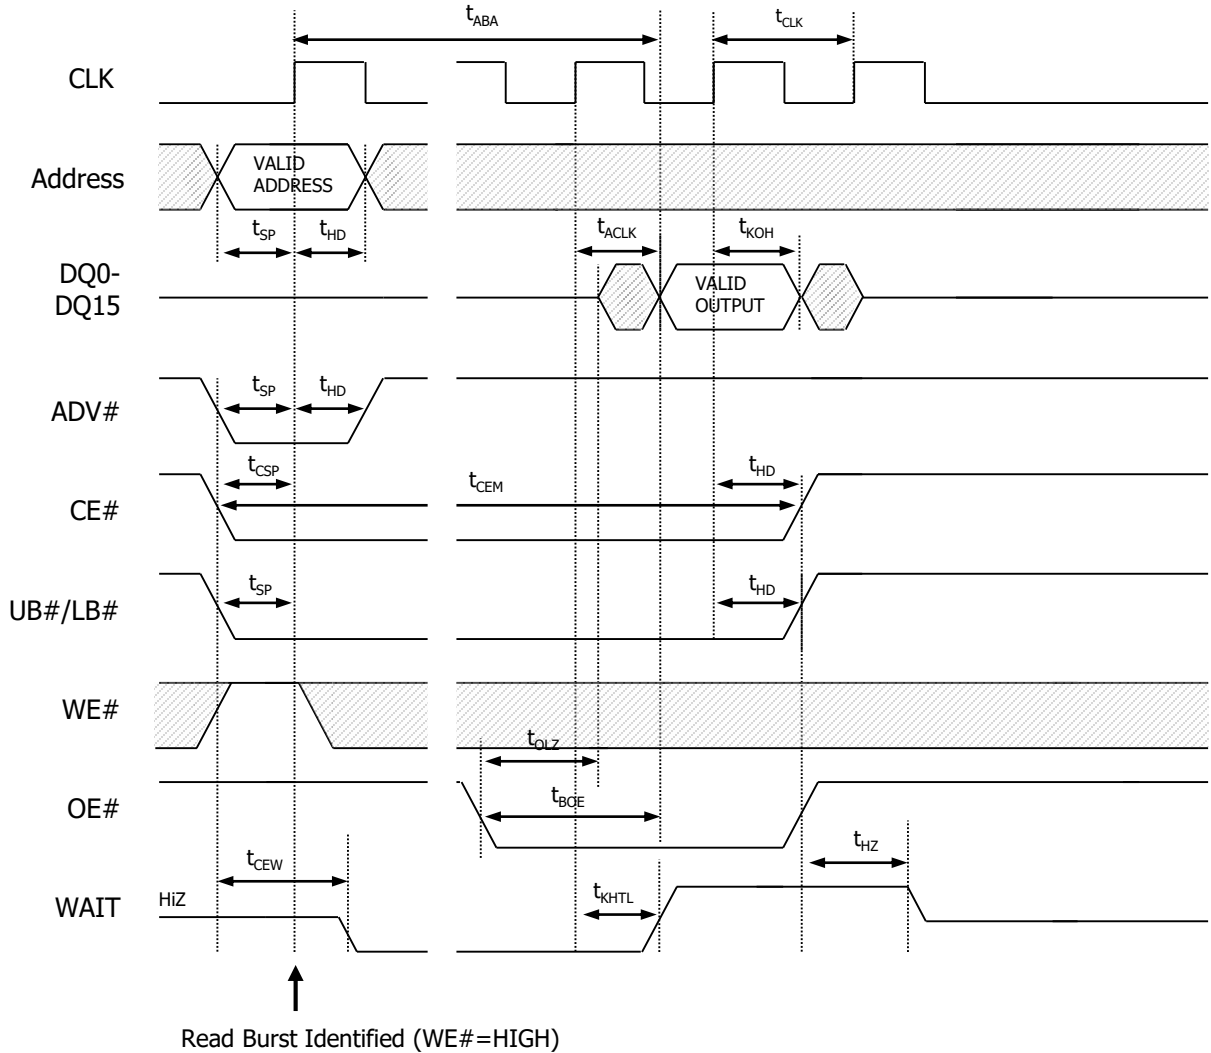 tABA
tCLK
CLK
VALID
ADDRESS
Address
tSP
tHD
tACLK
tKOH
DQ0-
DQ15
VALID
OUTPUT
tSP
tHD
ADV#
tCSP
tHD
tCEM
CE#
tSP
tHD
UB#/LB#
WE#
tOLZ
OE#
tBOE
tHZ
tCEW
HiZ
tKHTL
WAIT
Read Burst Identified (WE#=HIGH)